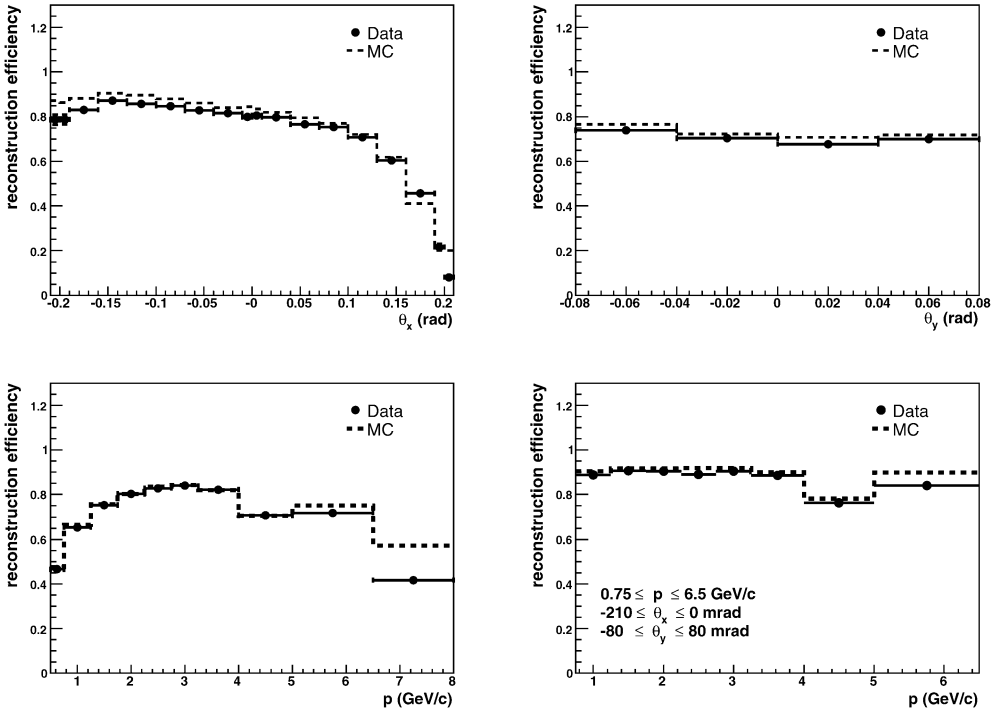 reconstruction efficiency
1.2
1
0.8
0.6
0.4
0.2
0
Data
MC
-0.2 -0.15 -0.1 -0.05 -0 0.05 0.1 0.15 0.2
θx (rad)
reconstruction efficiency
1.2
1
0.8
0.6
0.4
0.2
0
Data
MC
-0.08 -0.06 -0.04 -0.02 0 0.02 0.04 0.06 0.08
θy (rad)
reconstruction efficiency
1.2
1
0.8
0.6
0.4
0.2
0
Data
MC
1 2 3 4 5 6 7 8
p (GeV/c)
reconstruction efficiency
1.2
1
0.8
0.6
0.4
0.2
0
Data
MC
0.75 ≤ p ≤ 6.5 GeV/c
-210 ≤ θx ≤ 0 mrad
-80 ≤ θy ≤ 80 mrad
1 2 3 4 5 6
p (GeV/c)